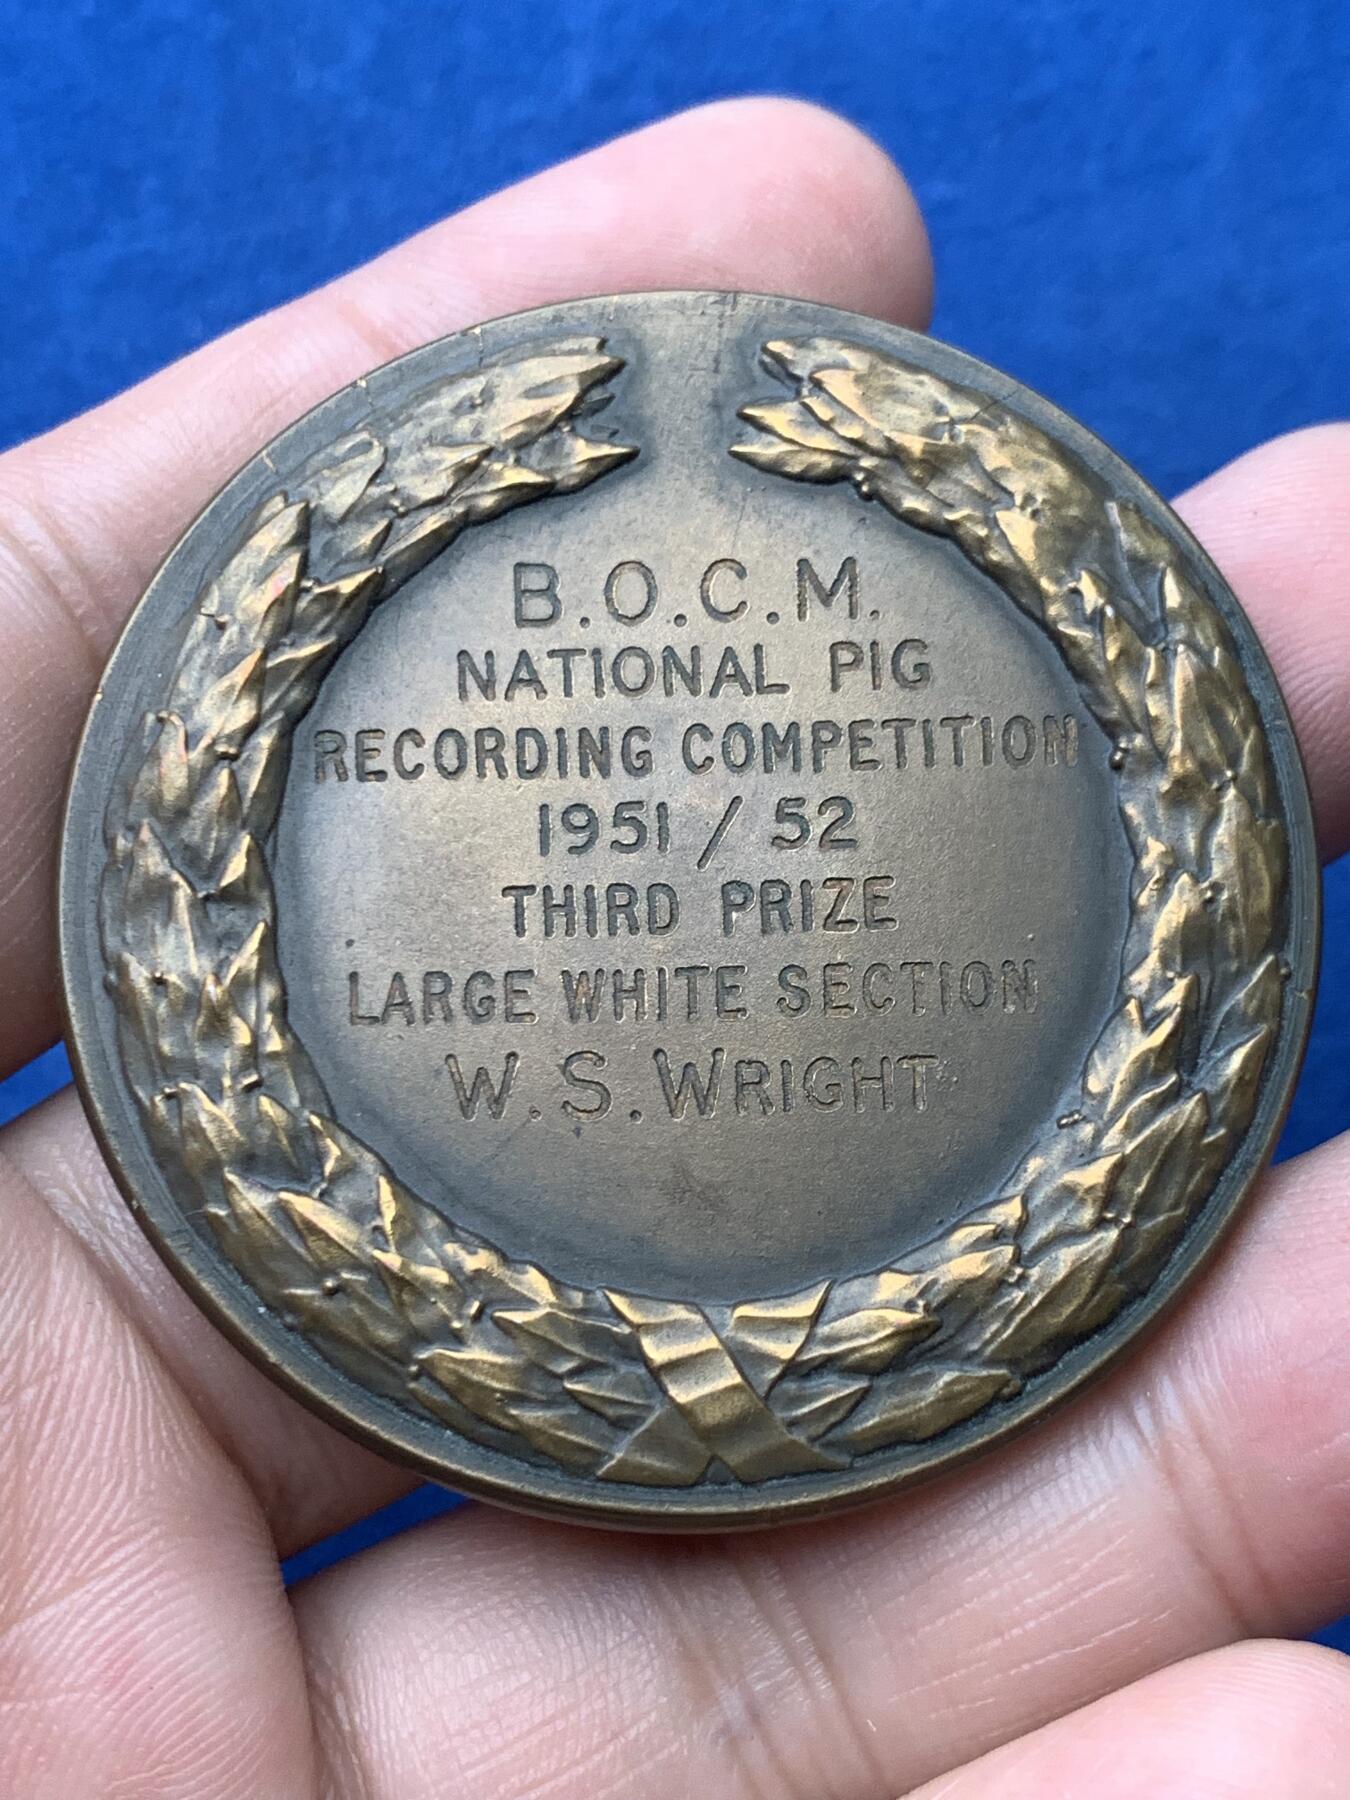 B.O.C.M.
NATIONAL PIG
RECORDING COMPETITION
1951 / 52
THIRD PRIZE
LARGE WHITE SECTION
W.S.WRIGHT